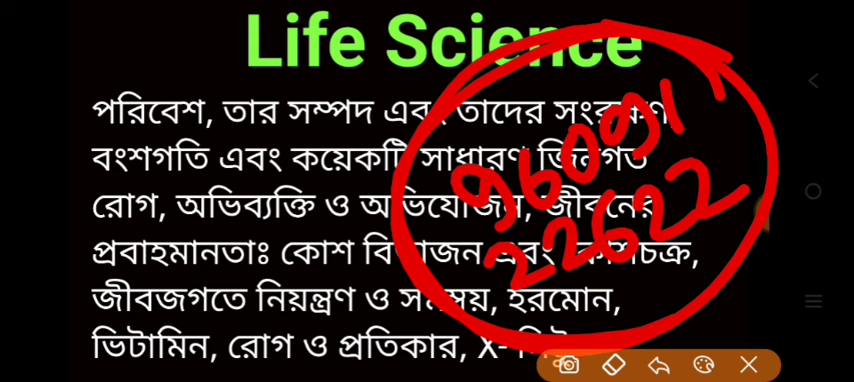 Life Science
পরিবেশ, তার সম্পদ এবং তাদের সংরক্ষণ
বংশগতি এবং কয়েকটি সাধারণ জিনগত
রোগ, অভিব্যক্তি ও অভিযোজন, জীবনের
প্রবাহমানতাঃ কোশ বিভাজন এবং কোশচক্র,
জীবজগতে নিয়ন্ত্রণ ও সমন্বয়, হরমোন,
ভিটামিন, রোগ ও প্রতিকার, X-
960911
22622